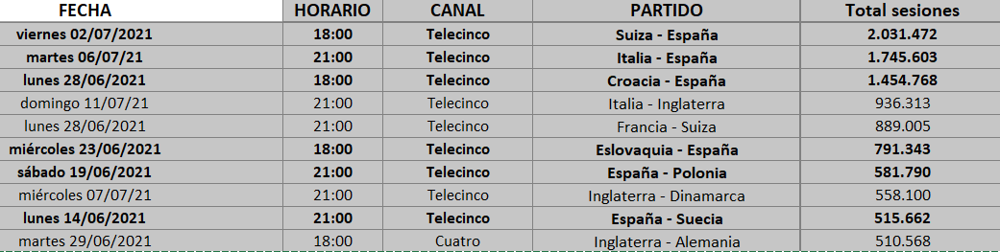 FECHA HORARIO CANAL PARTIDO Total sesiones
viernes 02/07/2021 18:00 Telecinco Suiza - España 2.031.472
martes 06/07/21 21:00 Telecinco Italia - España 1.745.603
lunes 28/06/2021 18:00 Telecinco Croacia - España 1.454.768
domingo 11/07/21 21:00 Telecinco Italia - Inglaterra 936.313
lunes 28/06/2021 21:00 Telecinco Francia - Suiza 889.005
miércoles 23/06/2021 18:00 Telecinco Eslovaquia - España 791.343
sábado 19/06/2021 21:00 Telecinco España - Polonia 581.790
miércoles 07/07/21 21:00 Telecinco Inglaterra - Dinamarca 558.100
lunes 14/06/2021 21:00 Telecinco España - Suecia 515.662
martes 29/06/2021 18:00 Cuatro Inglaterra - Alemania 510.568